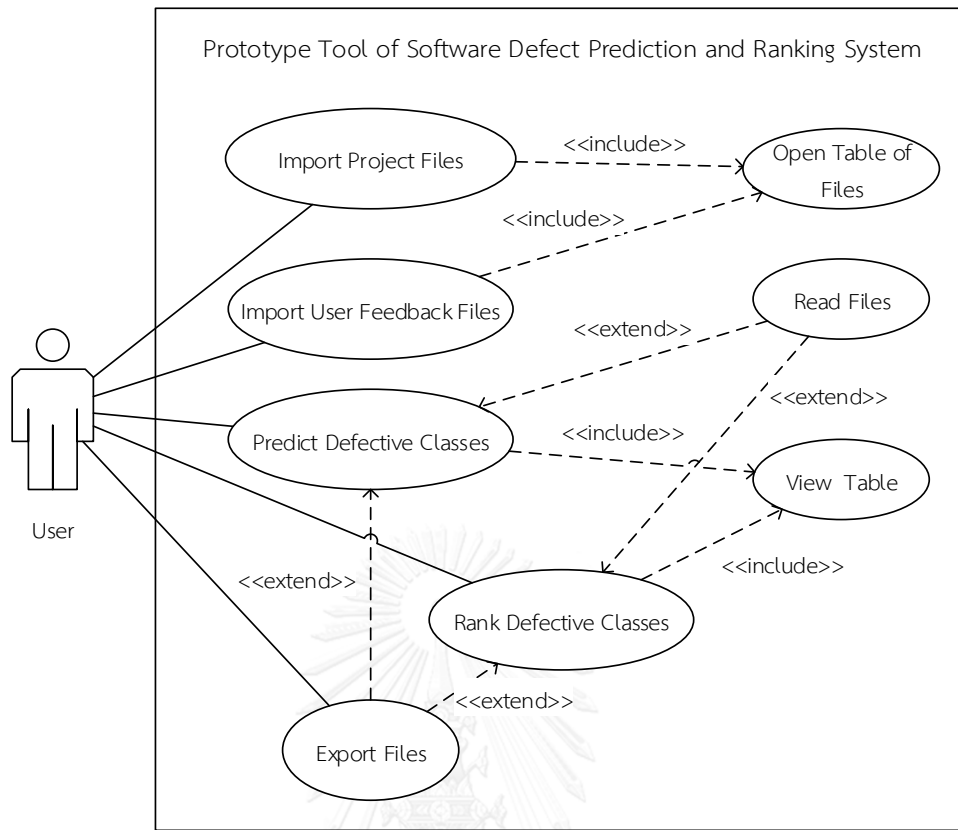 Prototype Tool of Software Defect Prediction and Ranking System
Import Project Files
<<include>>
Open Table of
Files
<<include>>
Import User Feedback Files
Read Files
<<extend>>
<<extend>>
Predict Defective Classes
<<include>>
View Table
User
<<extend>>
<<include>>
Rank Defective Classes
<<extend>>
Export Files